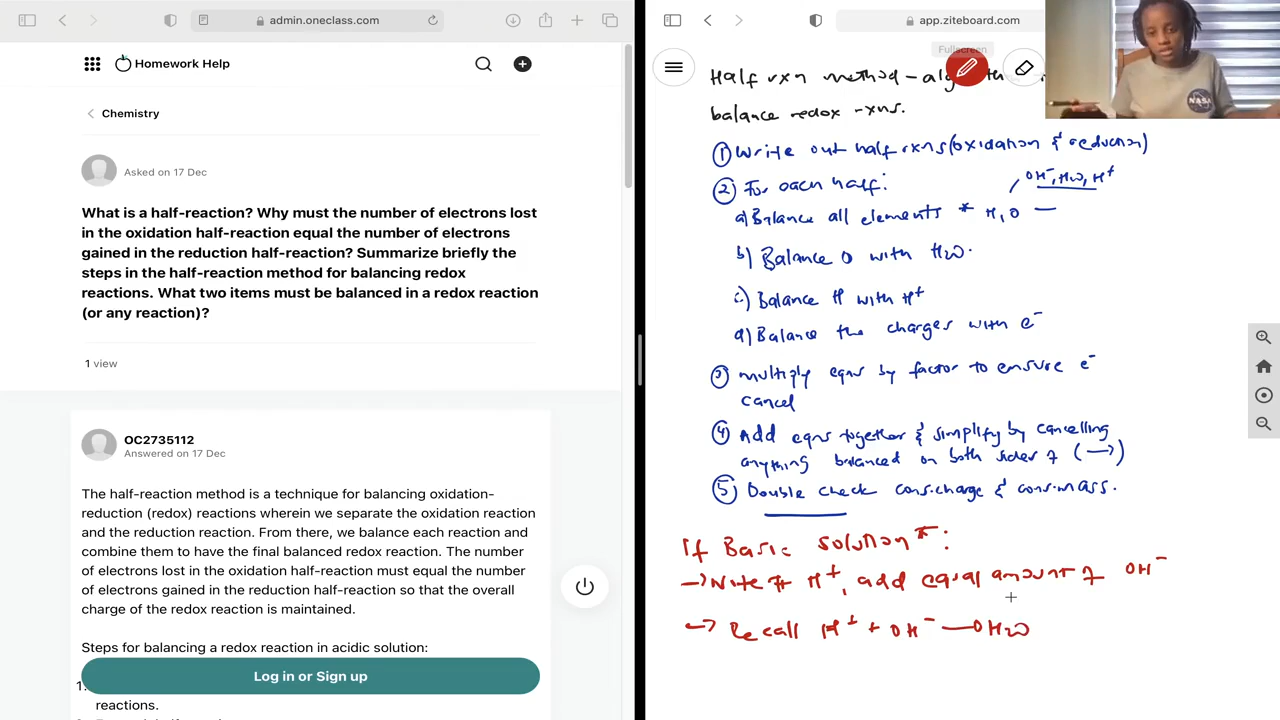 admin.oneclass.com
Homework Help
Chemistry
Asked on 17 Dec
What is a half-reaction? Why must the number of electrons lost
in the oxidation half-reaction equal the number of electrons
gained in the reduction half-reaction? Summarize briefly the
steps in the half-reaction method for balancing redox
reactions. What two items must be balanced in a redox reaction
(or any reaction)?
1 view
OC2735112
Answered on 17 Dec
The half-reaction method is a technique for balancing oxidation-
reduction (redox) reactions wherein we separate the oxidation reaction
and the reduction reaction. From there, we balance each reaction and
combine them to have the final balanced redox reaction. The number
of electrons lost in the oxidation half-reaction must equal the number
of electrons gained in the reduction half-reaction so that the overall
charge of the redox reaction is maintained.
Steps for balancing a redox reaction in acidic solution:
Log in or Sign up
1.
reactions.
app.ziteboard.com
Fullscreen
Half rxn method -
balance redox rxns.
① Write out half rxns (oxidation & reduction)
② For each half:
OH⁻, H₂O, H⁺
a) Balance all elements * H, O —
b) Balance O with H₂O.
c) Balance H with H⁺
d) Balance the charges with e⁻
③ multiply eqns by factor to ensure e⁻
cancel
④ Add eqns together & simplify by cancelling
anything balanced on both sides of (→)
⑤ Double check cons. charge & cons. mass.
If Basic solution*:
→ Note # H⁺, add equal amount of OH⁻
→ Recall H⁺ + OH⁻ → H₂O
NASA